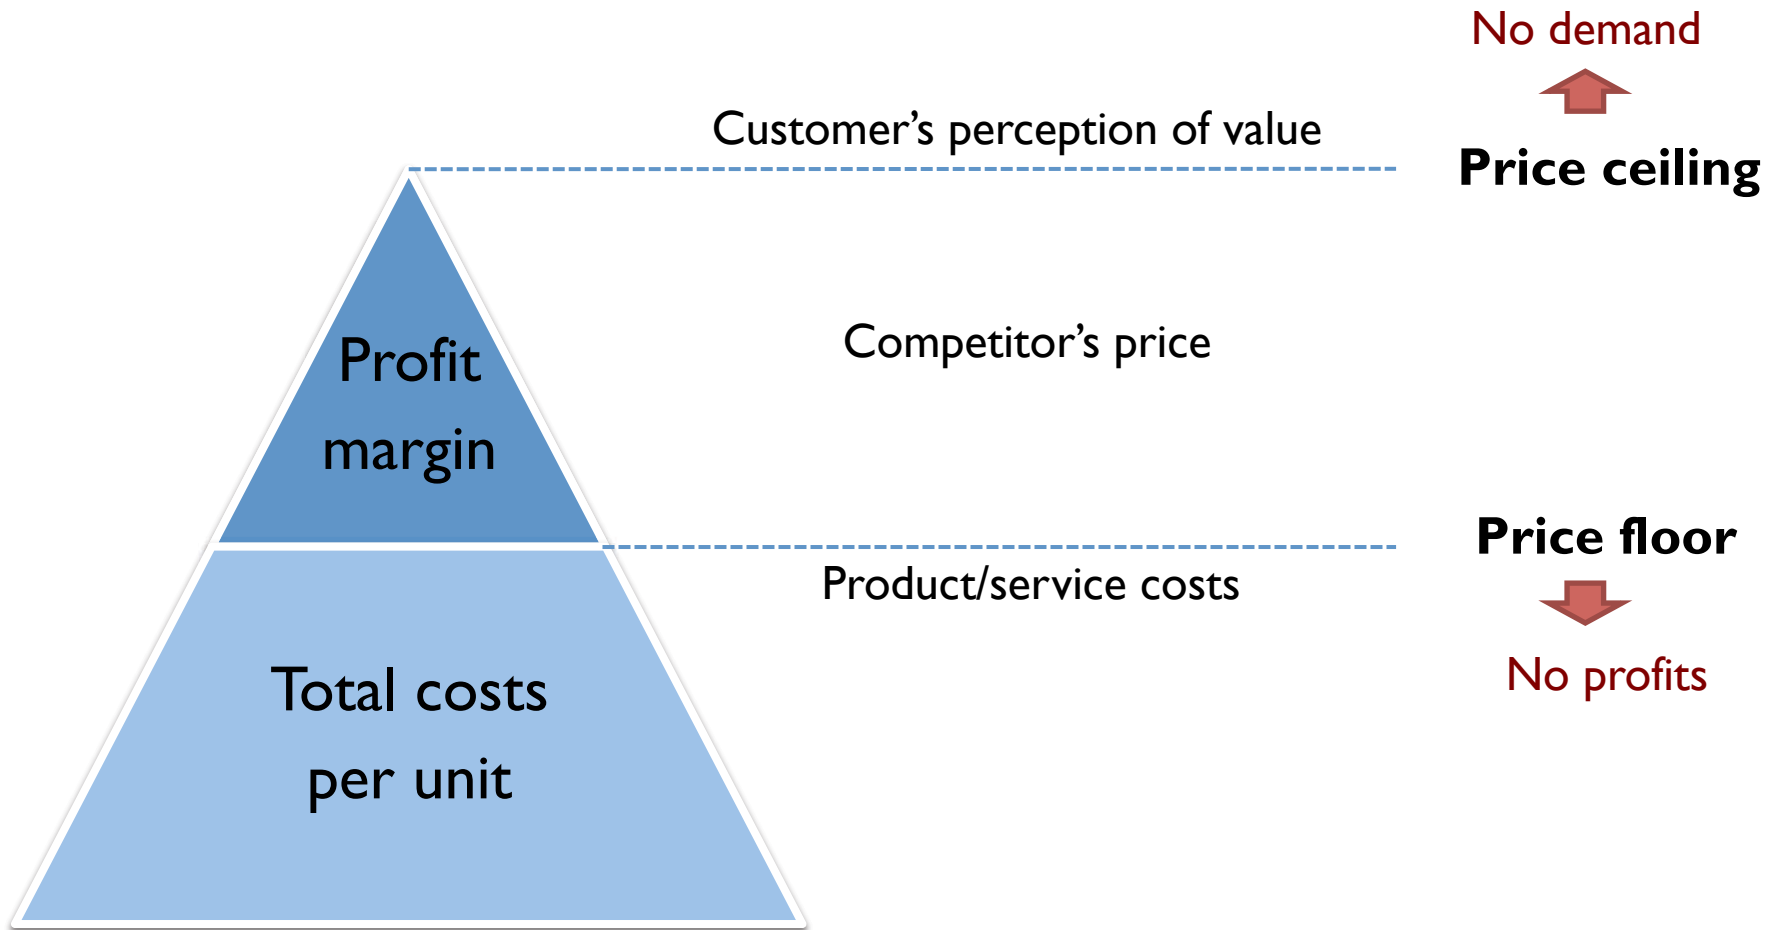 No demand
Customer’s perception of value
Price ceiling
Profit
margin
Competitor’s price
Price floor
Product/service costs
Total costs
per unit
No profits